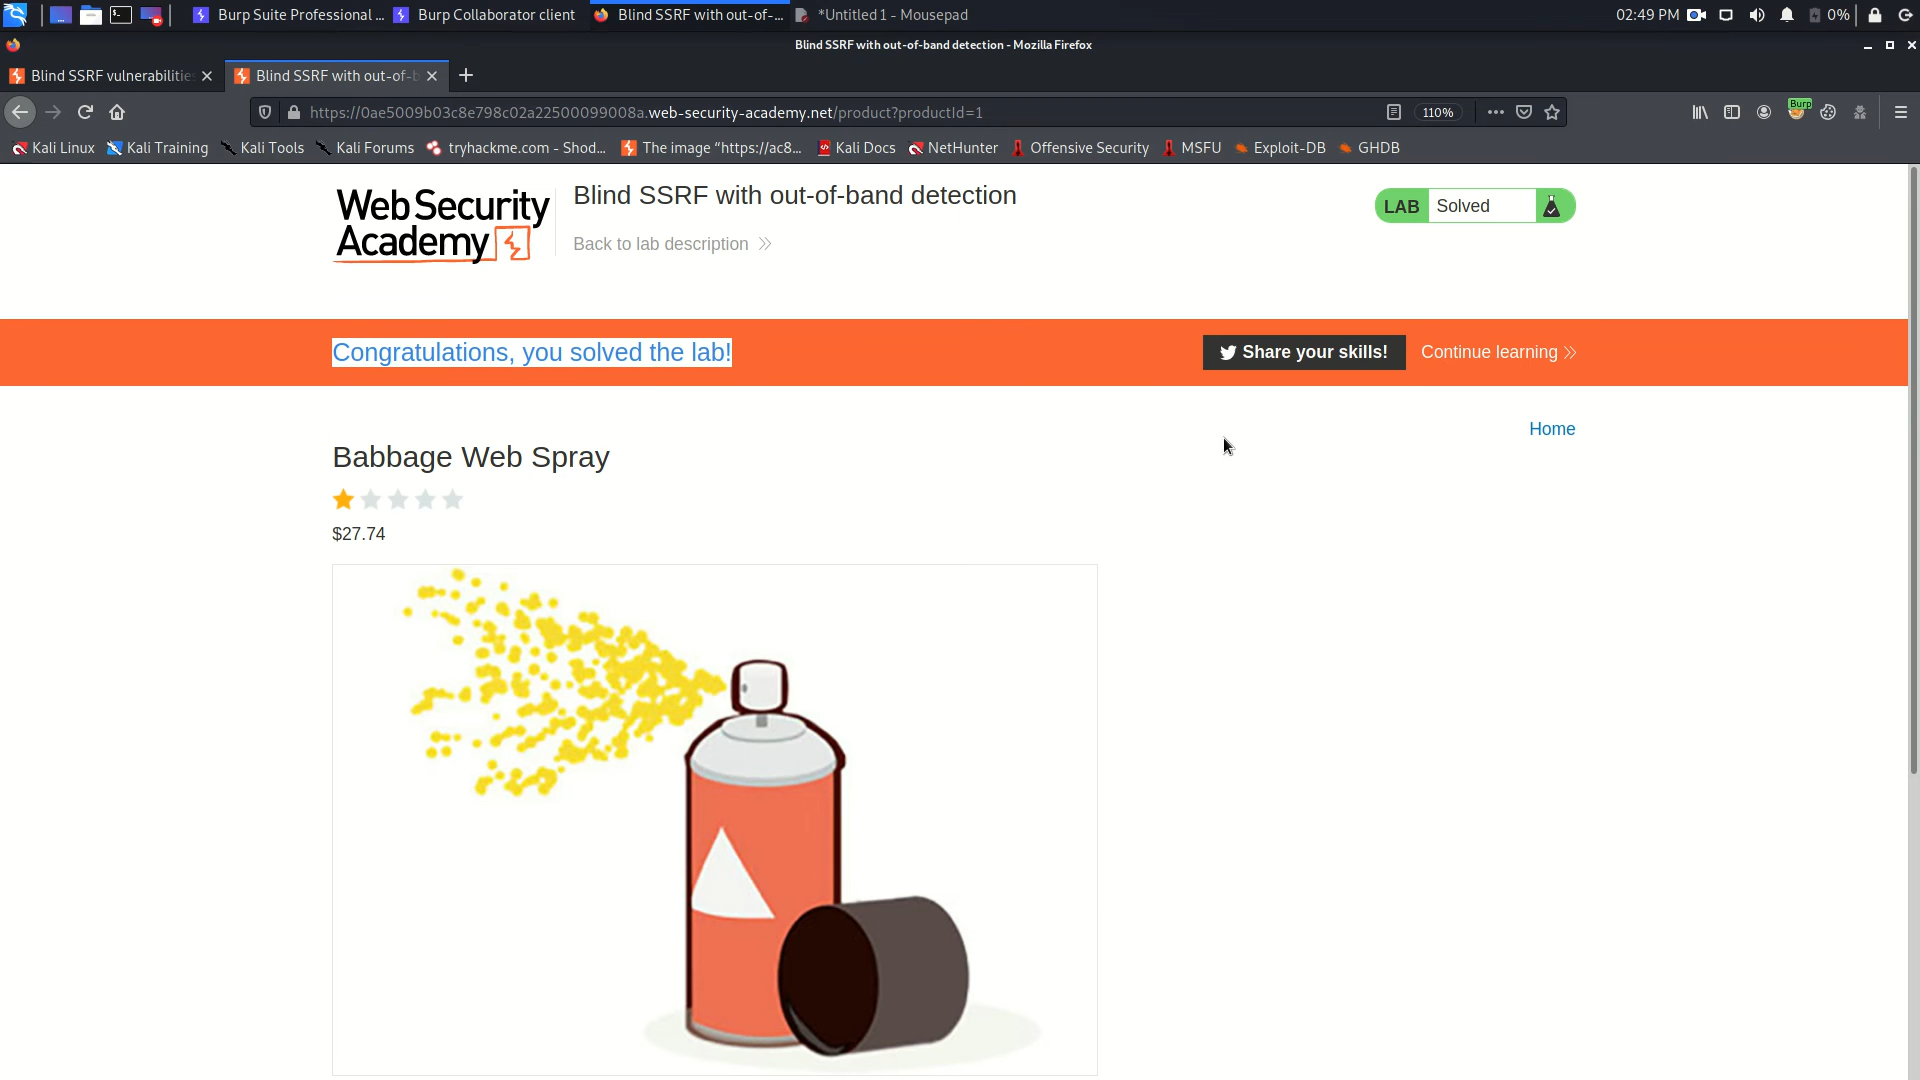 Burp Suite Professional ...
Burp Collaborator client
Blind SSRF with out-of-...
*Untitled 1 - Mousepad
02:49 PM
0%
Blind SSRF with out-of-band detection - Mozilla Firefox
Blind SSRF vulnerabilities
Blind SSRF with out-of-b
https://0ae5009b03c8e798c02a22500099008a.web-security-academy.net/product?productId=1
110%
Burp
Kali Linux
Kali Training
Kali Tools
Kali Forums
tryhackme.com - Shod...
The image “https://ac8...
Kali Docs
NetHunter
Offensive Security
MSFU
Exploit-DB
GHDB
Web Security
Academy
Blind SSRF with out-of-band detection
Back to lab description
LAB Solved
Congratulations, you solved the lab!
Share your skills!
Continue learning
Home
Babbage Web Spray
$27.74